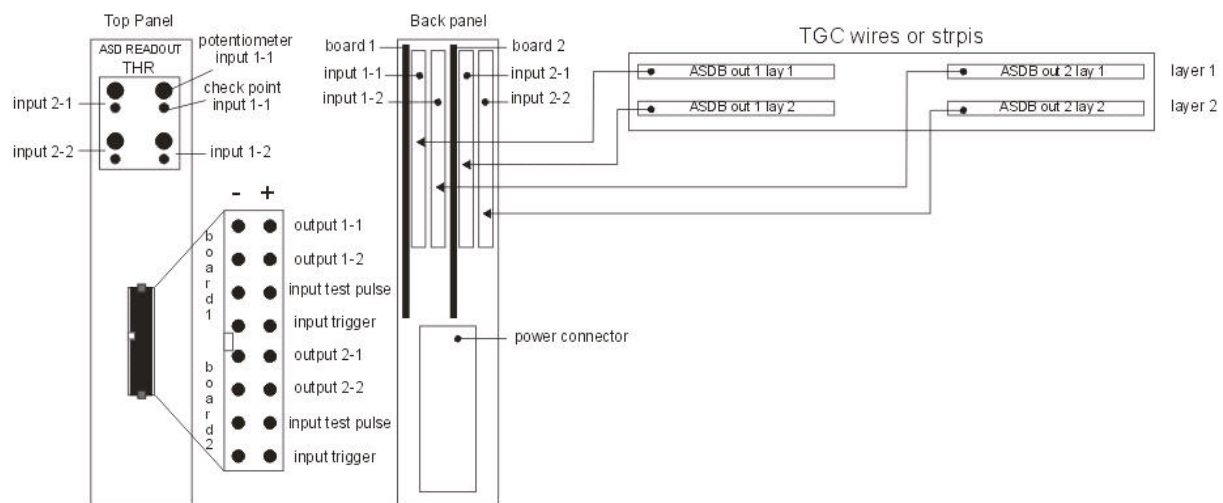 Top Panel
ASD READOUT
THR
potentiometer
input 1-1
check point
input 1-1
input 2-1
input 2-2
input 1-2
- +
board1
board2
output 1-1
output 1-2
input test pulse
input trigger
output 2-1
output 2-2
input test pulse
input trigger
Back panel
board 1
board 2
input 1-1
input 2-1
input 1-2
input 2-2
power connector
TGC wires or strpis
ASDB out 1 lay 1
ASDB out 2 lay 1
layer 1
ASDB out 1 lay 2
ASDB out 2 lay 2
layer 2